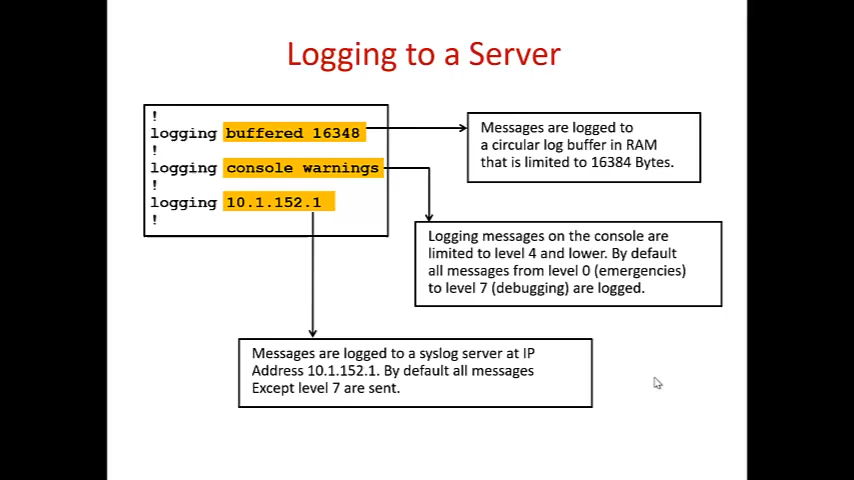 Logging to a Server
!
logging buffered 16348
!
logging console warnings
!
logging 10.1.152.1
!
Messages are logged to
a circular log buffer in RAM
that is limited to 16384 Bytes.
Logging messages on the console are
limited to level 4 and lower. By default
all messages from level 0 (emergencies)
to level 7 (debugging) are logged.
Messages are logged to a syslog server at IP
Address 10.1.152.1. By default all messages
Except level 7 are sent.